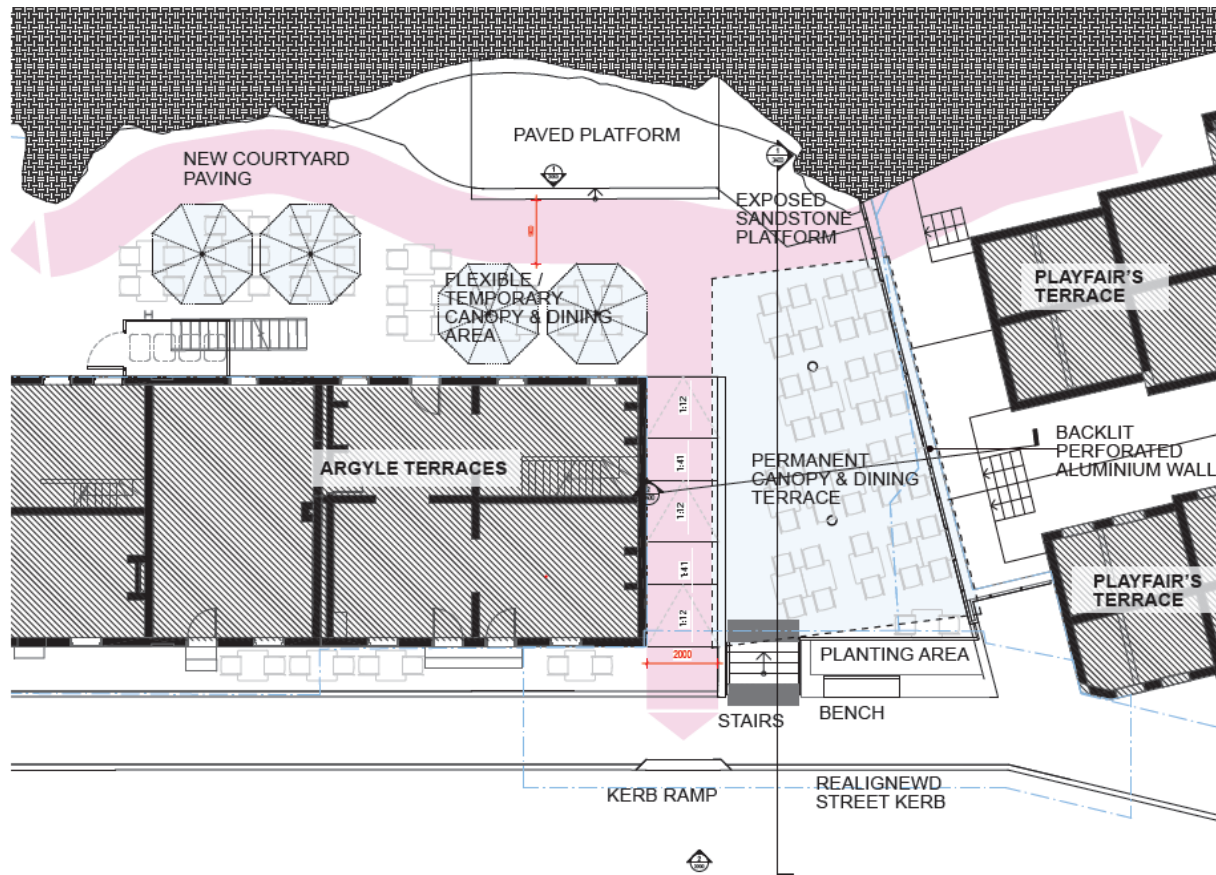 PAVED PLATFORM
NEW COURTYARD
PAVING
EXPOSED
SANDSTONE
PLATFORM
FLEXIBLE /
TEMPORARY
CANOPY & DINING
AREA
PLAYFAIR'S
TERRACE
H
1:12
1:41
1:12
1:41
1:12
ARGYLE TERRACES
PERMANENT
CANOPY & DINING
TERRACE
BACKLIT
PERFORATED
ALUMINIUM WALL
PLAYFAIR'S
TERRACE
2000
PLANTING AREA
STAIRS
BENCH
KERB RAMP
REALIGNEWD
STREET KERB